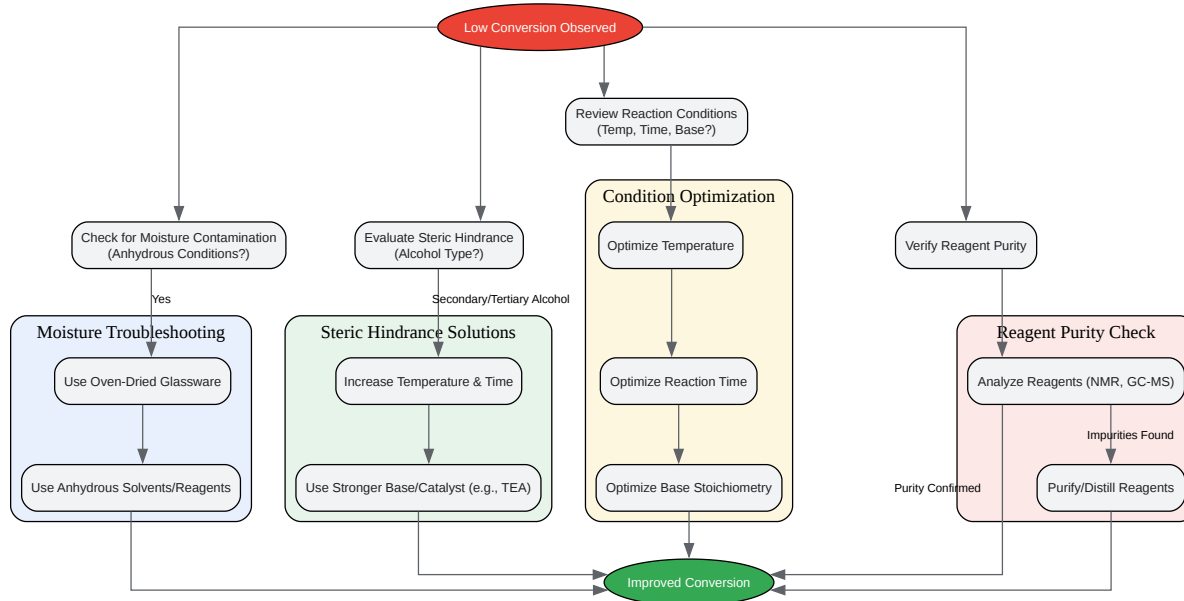 Low Conversion Observed
Review Reaction Conditions
(Temp, Time, Base?)
Condition Optimization
Check for Moisture Contamination
(Anhydrous Conditions?)
Evaluate Steric Hindrance
(Alcohol Type?)
Optimize Temperature
Verify Reagent Purity
Yes
Secondary/Tertiary Alcohol
Moisture Troubleshooting
Steric Hindrance Solutions
Reagent Purity Check
Use Oven-Dried Glassware
Increase Temperature & Time
Optimize Reaction Time
Analyze Reagents (NMR, GC-MS)
Impurities Found
Use Anhydrous Solvents/Reagents
Use Stronger Base/Catalyst (e.g., TEA)
Optimize Base Stoichiometry
Purity Confirmed
Purify/Distill Reagents
Improved Conversion